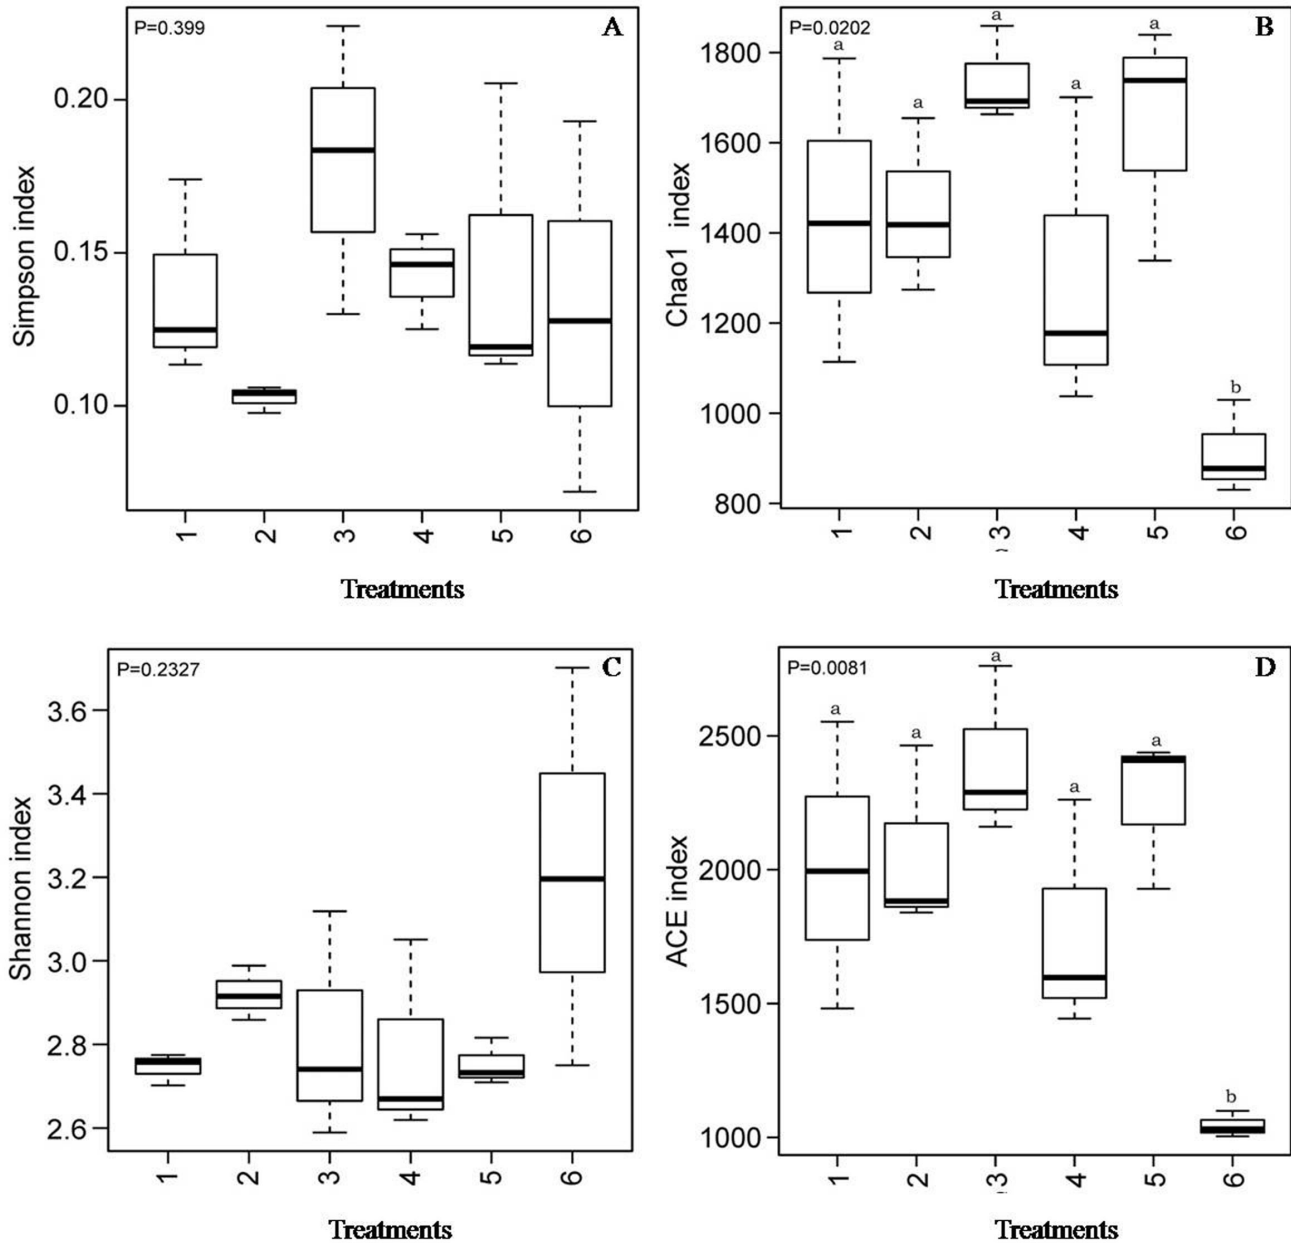 P=0.399
A
0.20
0.15
0.10
Simpson index
1 2 3 4 5 6
Treatments
P=0.0202
B
1800
1600
1400
1200
1000
800
Chao1 index
a a a a a b
1 2 3 4 5 6
Treatments
P=0.2327
C
3.6
3.4
3.2
3.0
2.8
2.6
Shannon index
1 2 3 4 5 6
Treatments
P=0.0081
D
2500
2000
1500
1000
ACE index
a a a a a b
1 2 3 4 5 6
Treatments